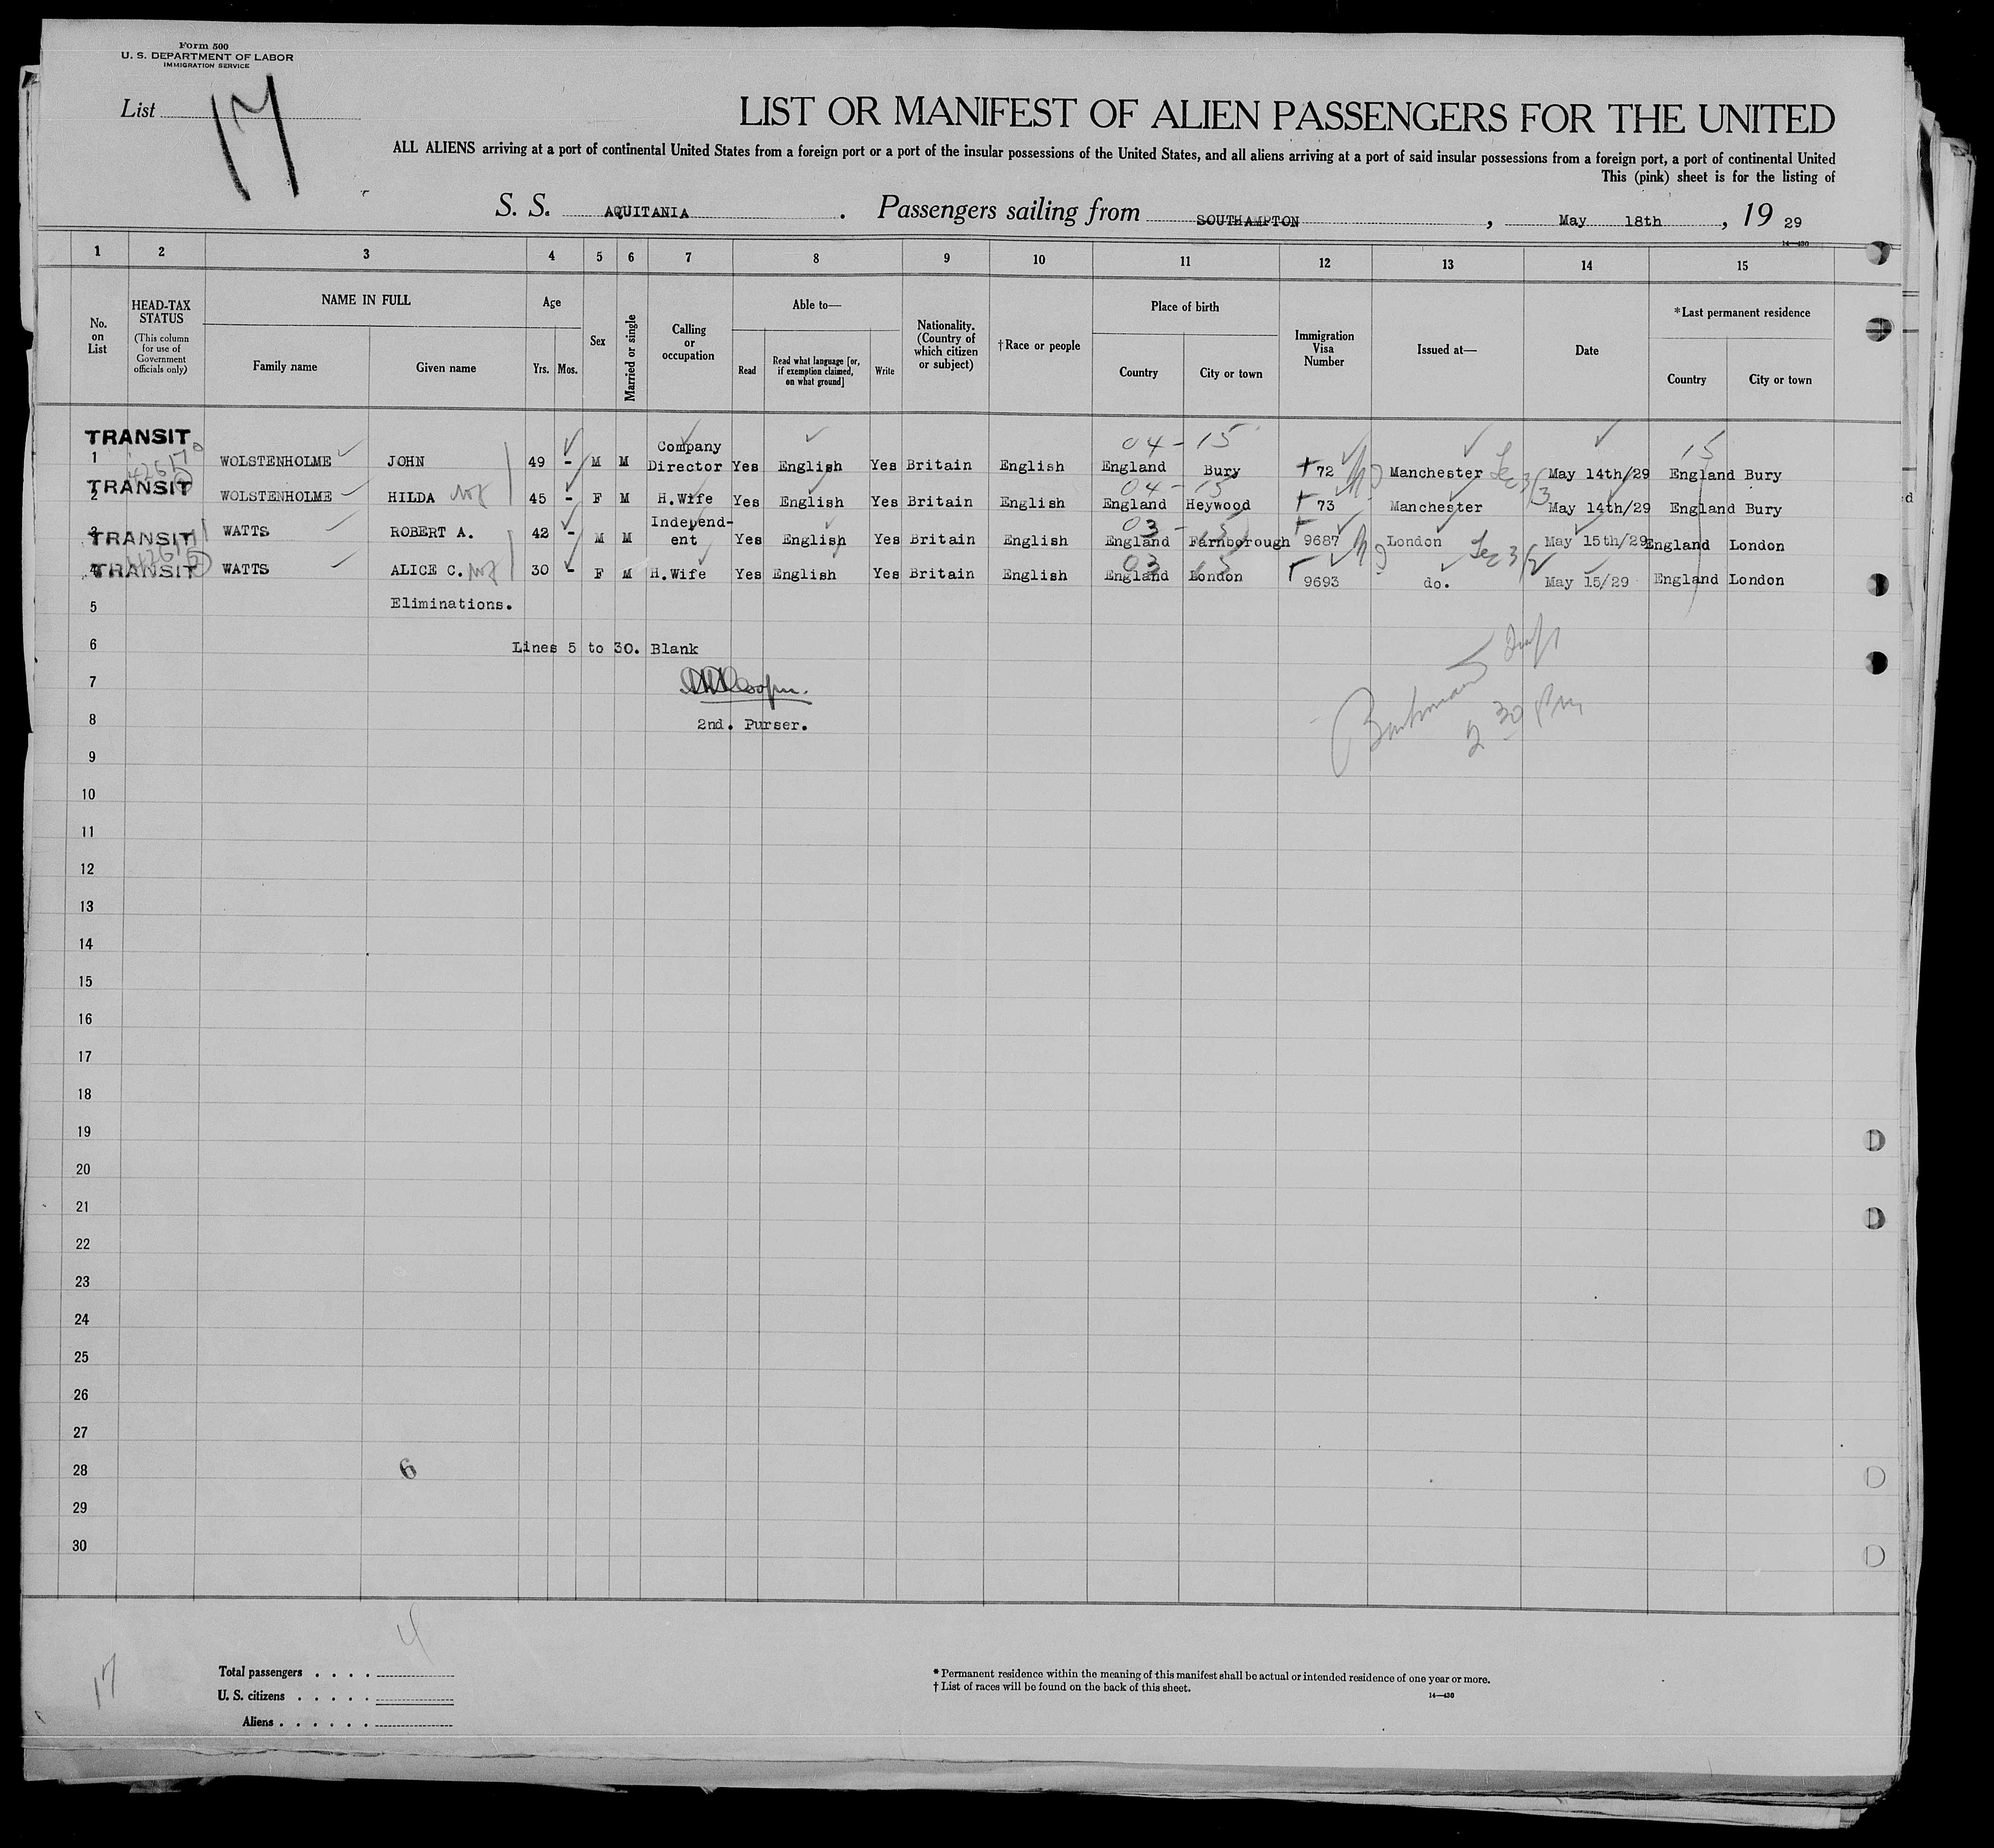 Form 500
U. S. DEPARTMENT OF LABOR
IMMIGRATION SERVICE
List 17
LIST OR MANIFEST OF ALIEN PASSENGERS FOR THE UNITED
ALL ALIENS arriving at a port of continental United States from a foreign port or a port of the insular possessions of the United States, and all aliens arriving at a port of said insular possessions from a foreign port, a port of continental United
This (pink) sheet is for the listing of
S. S. AQUITANIA . Passengers sailing from SOUTHAMPTON , May 18th , 19 29
14—430
1 2 3 4 5 6 7 8 9 10 11 12 13 14 15
No. on List
HEAD-TAX STATUS
(This column for use of Government officials only)
NAME IN FULL
Family name
Given name
Age
Yrs. Mos.
Sex
Married or single
Calling or occupation
Able to—
Read
Read what language [or, if exemption claimed, on what ground]
Write
Nationality. (Country of which citizen or subject)
†Race or people
Place of birth
Country
City or town
Immigration Visa Number
Issued at—
Date
*Last permanent residence
Country
City or town
TRANSIT 04-15 15
1 WOLSTENHOLME JOHN 49 - M M Company Director Yes English Yes Britain English England Bury 72 Manchester May 14th/29 England Bury
TRANSIT 04-15
2 WOLSTENHOLME HILDA 45 - F M H.Wife Yes English Yes Britain English England Heywood 73 Manchester May 14th/29 England Bury
TRANSIT 03-15
3 WATTS ROBERT A. 42 - M M Independ-ent Yes English Yes Britain English England Farnborough 9687 London May 15th/29 England London
TRANSIT 03 15
4 WATTS ALICE C. 30 - F M H.Wife Yes English Yes Britain English England London 9693 do. May 15/29 England London
5 Eliminations.
6 Lines 5 to 30. Blank
7
8 2nd. Purser.
2 30 Pm
9
10
11
12
13
14
15
16
17
18
19
20
21
22
23
24
25
26
27
28 6
29
30
4
17
Total passengers . . . .
U. S. citizens . . . . .
Aliens . . . . . .
* Permanent residence within the meaning of this manifest shall be actual or intended residence of one year or more.
† List of races will be found on the back of this sheet.
14—430